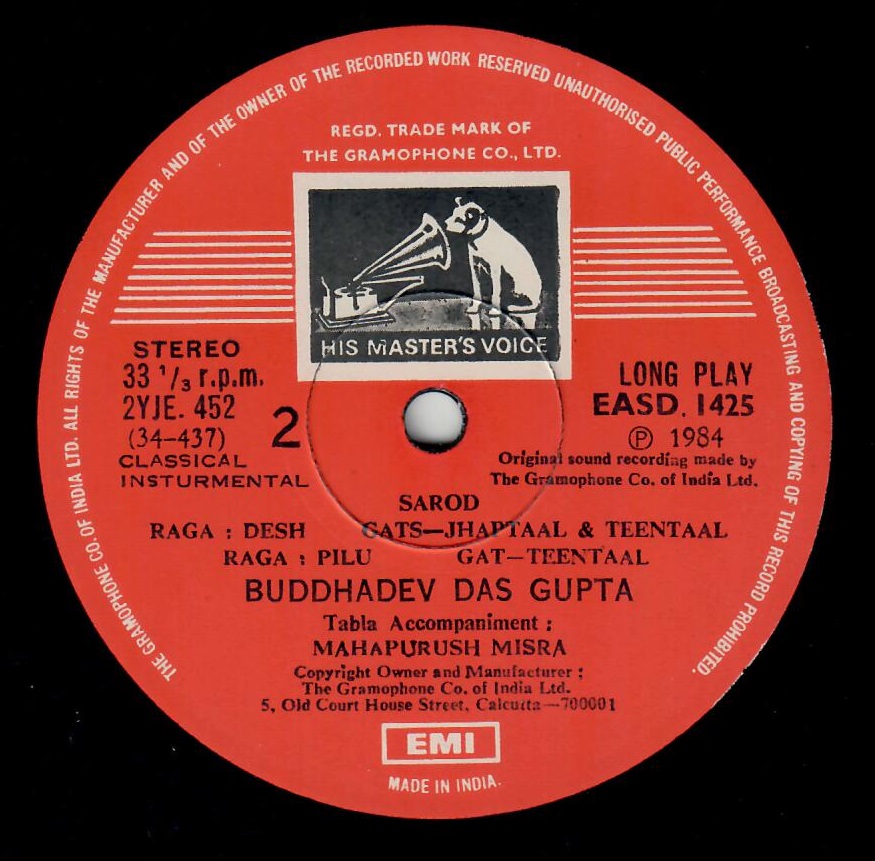 THE GRAMOPHONE CO. OF INDIA LTD. ALL RIGHTS OF THE MANUFACTURER AND OF THE OWNER OF THE RECORDED WORK RESERVED UNAUTHORISED PUBLIC PERFORMANCE BROADCASTING AND COPYING OF THIS RECORD PROHIBITED.
REGD. TRADE MARK OF
THE GRAMOPHONE CO., LTD.
HIS MASTER'S VOICE
STEREO
33 1/3 r.p.m.
2YJE. 452
(34-437)
2
CLASSICAL
INSTURMENTAL
LONG PLAY
EASD. 1425
℗ 1984
Original sound recording made by
The Gramophone Co. of India Ltd.
SAROD
RAGA : DESH GATS—JHAPTAAL & TEENTAAL
RAGA : PILU GAT—TEENTAAL
BUDDHADEV DAS GUPTA
Tabla Accompaniment :
MAHAPURUSH MISRA
Copyright Owner and Manufacturer :
The Gramophone Co. of India Ltd.
5, Old Court House Street, Calcutta—700001
EMI
MADE IN INDIA.